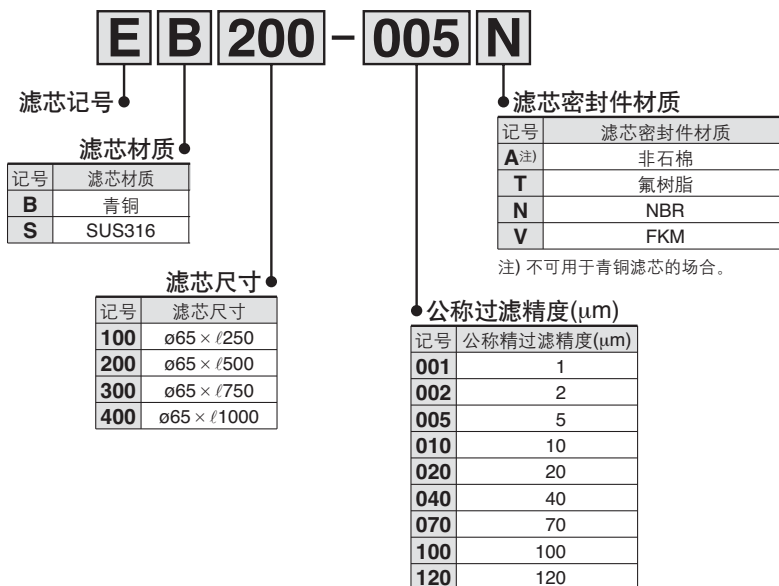 E B 200 - 005 N
滤芯记号
滤芯材质
记号 滤芯材质
B 青铜
S SUS316
滤芯尺寸
记号 滤芯尺寸
100 ø65×ℓ250
200 ø65×ℓ500
300 ø65×ℓ750
400 ø65×ℓ1000
滤芯密封件材质
记号 滤芯密封件材质
A注) 非石棉
T 氟树脂
N NBR
V FKM
注) 不可用于青铜滤芯的场合。
公称过滤精度(μm)
记号 公称精过滤精度(μm)
001 1
002 2
005 5
010 10
020 20
040 40
070 70
100 100
120 120